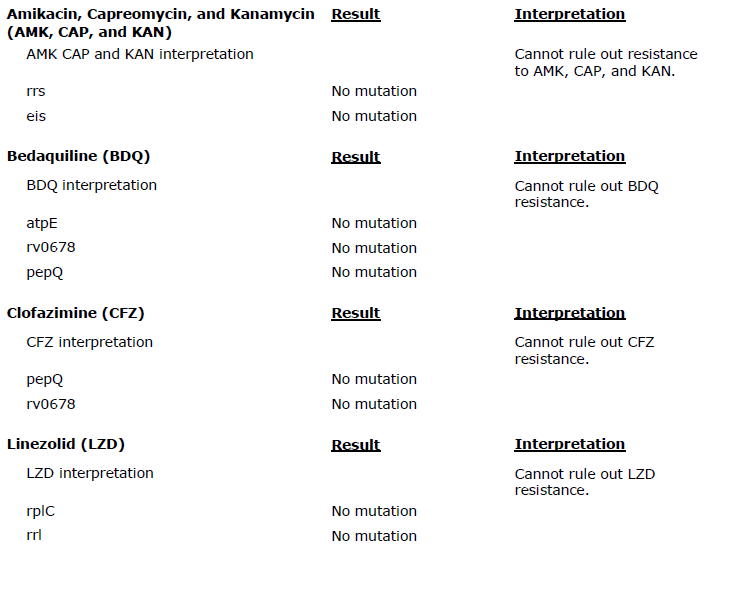 Amikacin, Capreomycin, and Kanamycin Result Interpretation
(AMK, CAP, and KAN)
AMK CAP and KAN interpretation Cannot rule out resistance
to AMK, CAP, and KAN.
rrs No mutation
eis No mutation
Bedaquiline (BDQ) Result Interpretation
BDQ interpretation Cannot rule out BDQ
resistance.
atpE No mutation
rv0678 No mutation
pepQ No mutation
Clofazimine (CFZ) Result Interpretation
CFZ interpretation Cannot rule out CFZ
resistance.
pepQ No mutation
rv0678 No mutation
Linezolid (LZD) Result Interpretation
LZD interpretation Cannot rule out LZD
resistance.
rplC No mutation
rrl No mutation